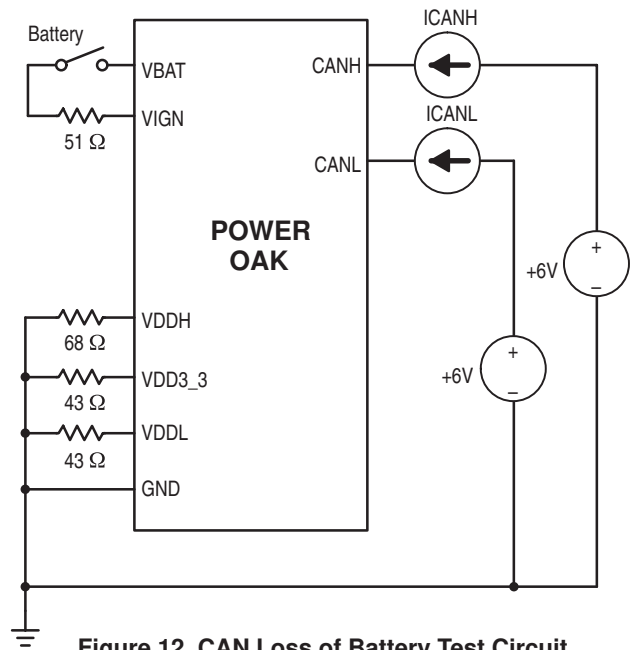 ICANH
Battery
VBAT
CANH
ICANL
VIGN
51 Ω
CANL
POWER
OAK
+
+6V
–
VDDH
68 Ω
+
+6V
–
VDD3_3
43 Ω
VDDL
43 Ω
GND
Figure 12. CAN Loss of Battery Test Circuit